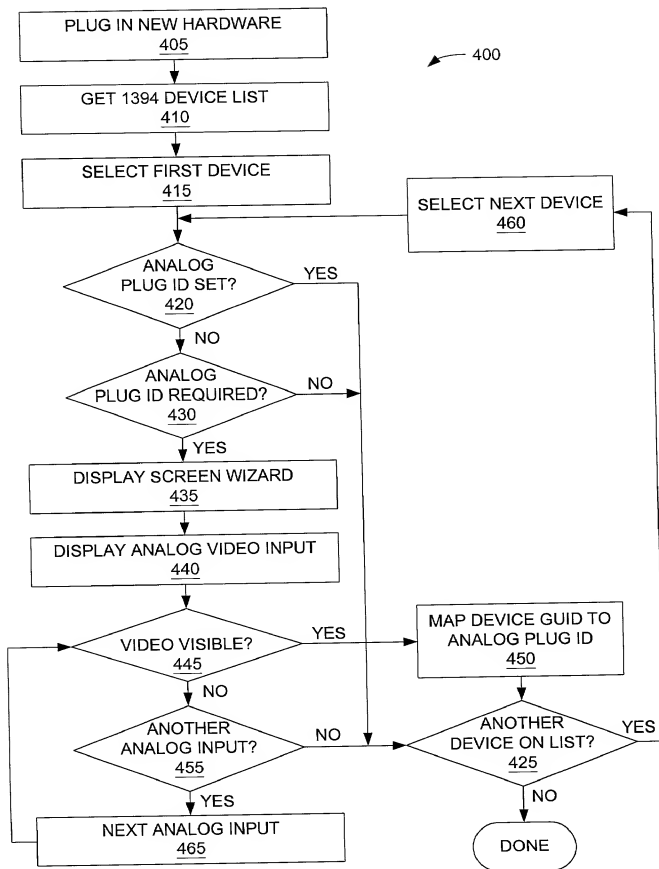 PLUG IN NEW HARDWARE
405
400
GET 1394 DEVICE LIST
410
SELECT FIRST DEVICE
415
SELECT NEXT DEVICE
460
ANALOG
PLUG ID SET?
420
YES
NO
ANALOG
PLUG ID REQUIRED?
430
NO
YES
DISPLAY SCREEN WIZARD
435
DISPLAY ANALOG VIDEO INPUT
440
VIDEO VISIBLE?
445
YES
NO
MAP DEVICE GUID TO
ANALOG PLUG ID
450
ANOTHER
ANALOG INPUT?
455
NO
YES
ANOTHER
DEVICE ON LIST?
425
YES
NO
NEXT ANALOG INPUT
465
DONE